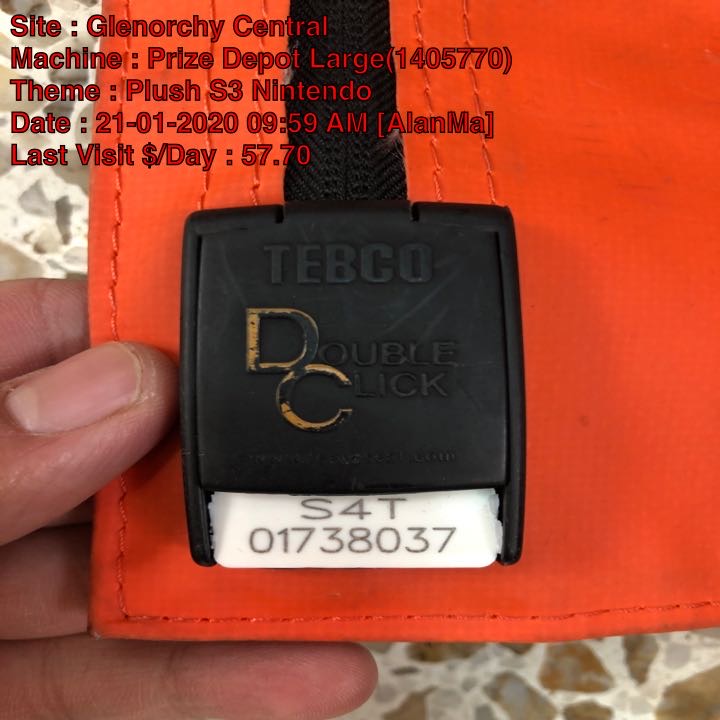 Site : Glenorchy Central
Machine : Prize Depot Large(1405770)
Theme : Plush S3 Nintendo
Date : 21-01-2020 09:59 AM [AlanMa]
Last Visit $/Day : 57.70
TEBCO
DOUBLE
CLICK
S4T
01738037